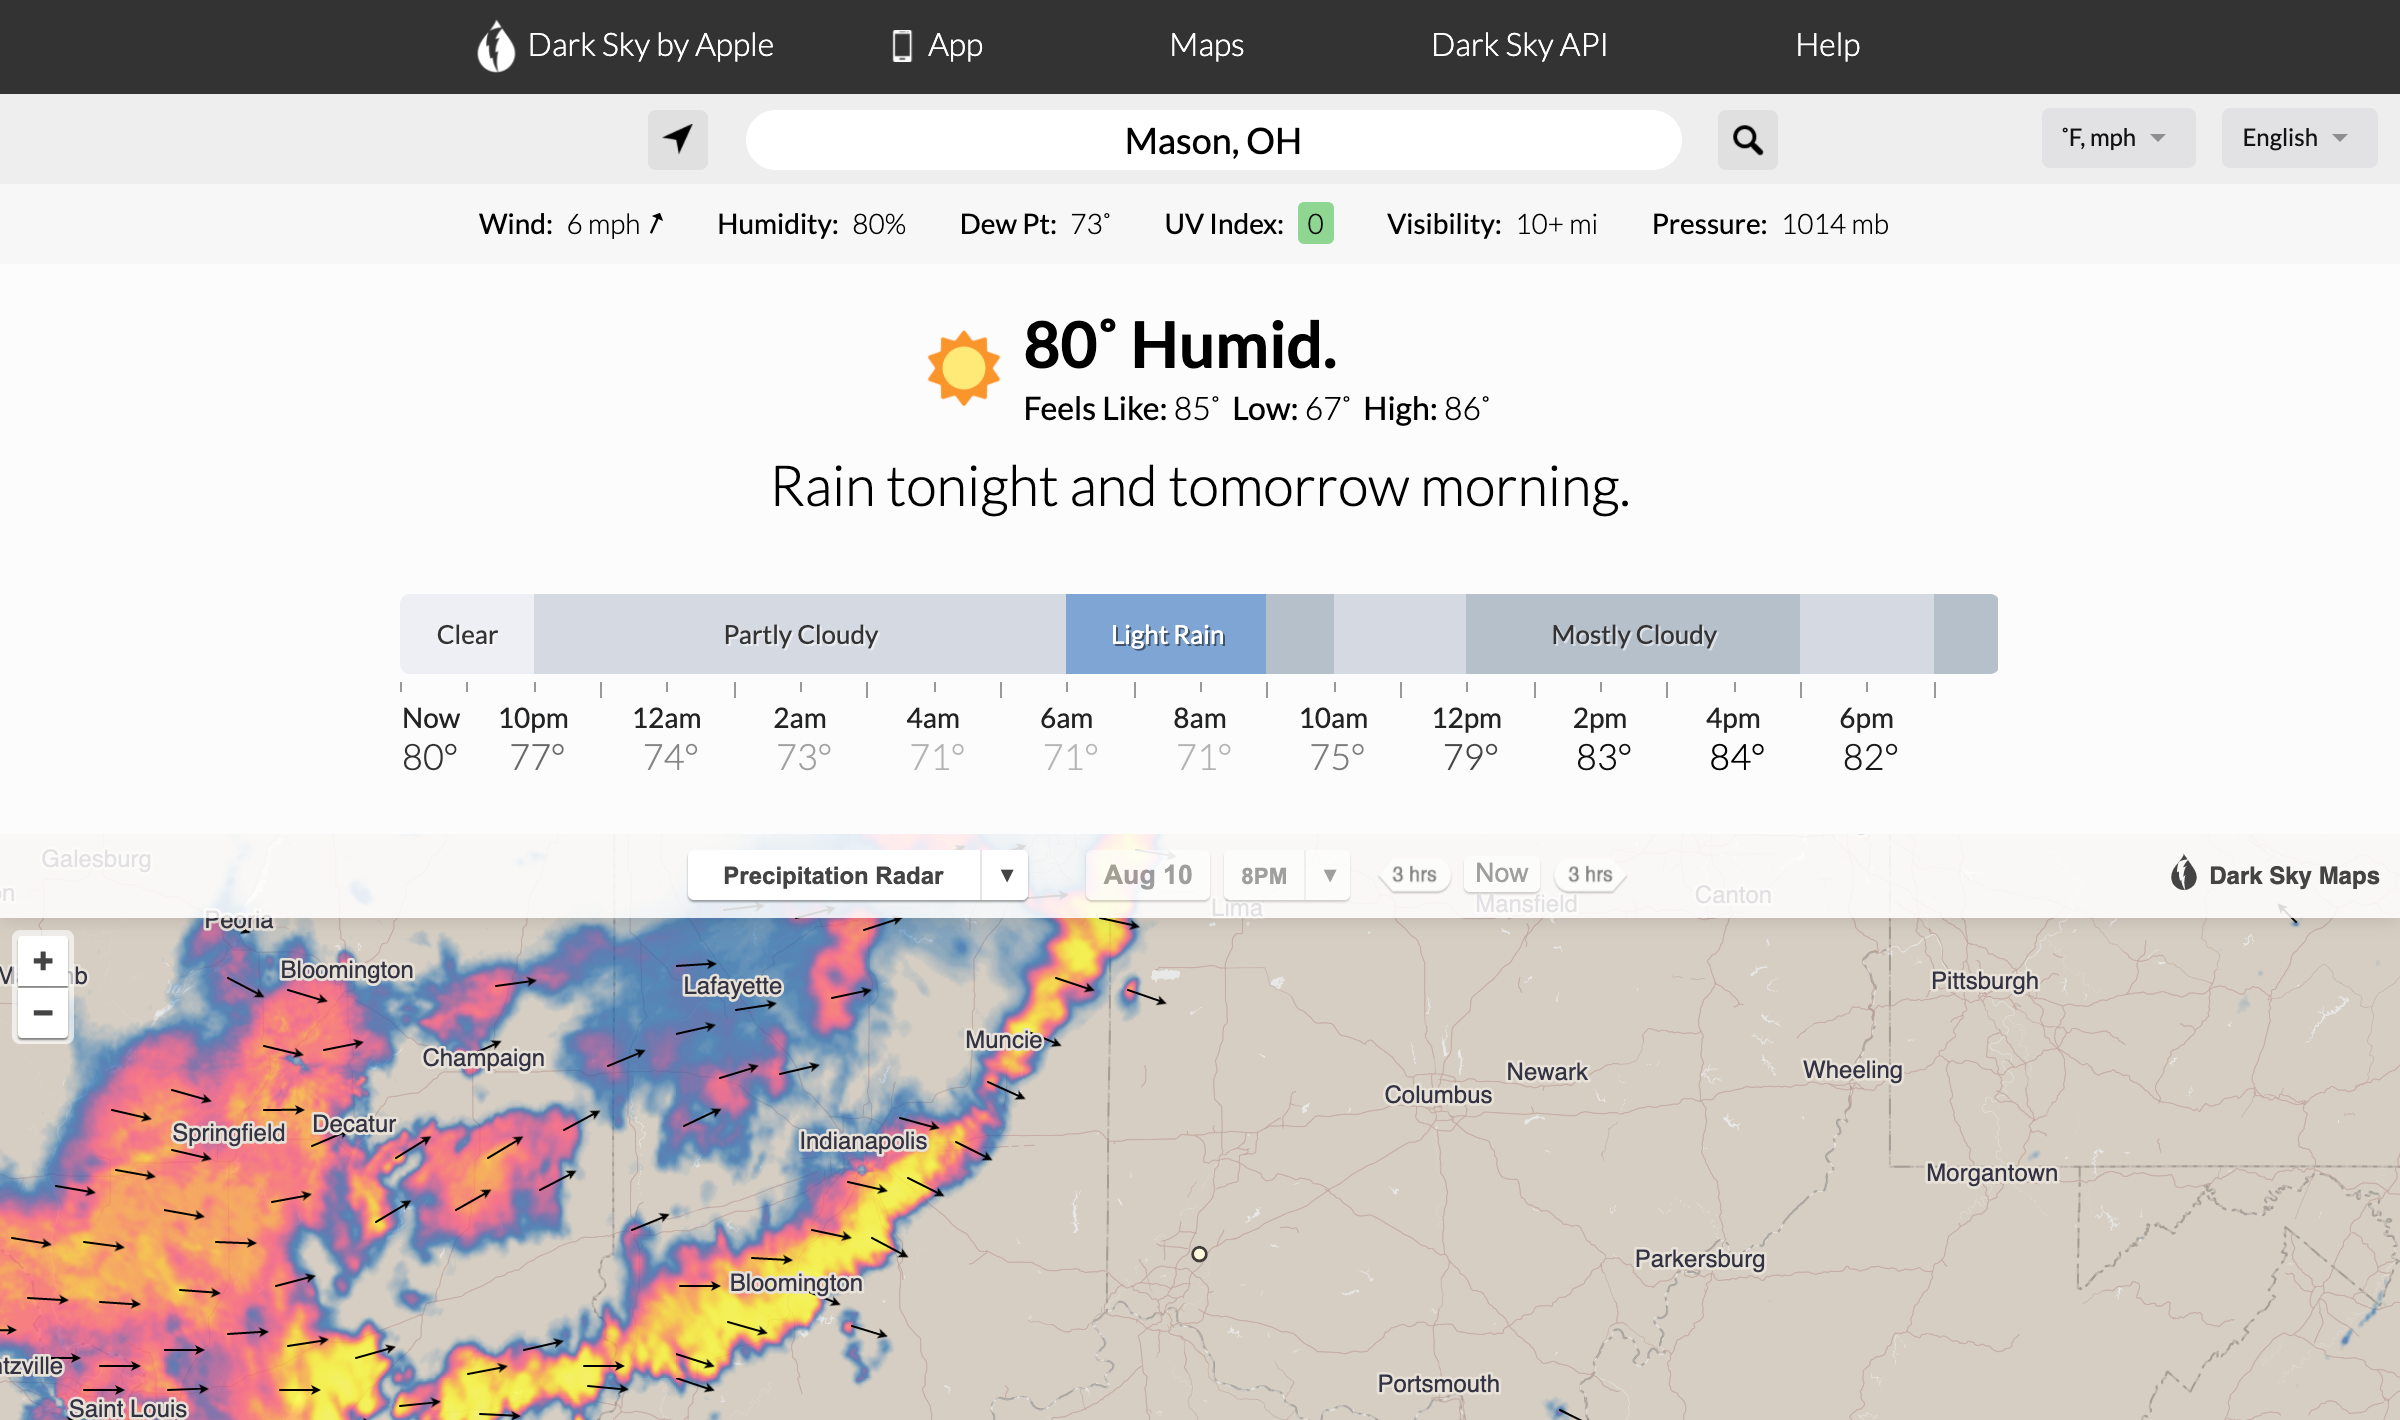 Dark Sky by Apple App Maps Dark Sky API Help
Mason, OH ˚F, mph English
Wind: 6 mph Humidity: 80% Dew Pt: 73˚ UV Index: 0 Visibility: 10+ mi Pressure: 1014 mb
80˚ Humid.
Feels Like: 85˚ Low: 67˚ High: 86˚
Rain tonight and tomorrow morning.
Clear Partly Cloudy Light Rain Mostly Cloudy
Now 10pm 12am 2am 4am 6am 8am 10am 12pm 2pm 4pm 6pm
80° 77° 74° 73° 71° 71° 71° 75° 79° 83° 84° 82°
Galesburg
Precipitation Radar ▼ Aug 10 8PM ▼ 3 hrs Now 3 hrs Dark Sky Maps
Lima Mansfield Canton
Peoria
+
Bloomington
Lafayette
Pittsburgh
−
Muncie
Champaign
Newark
Wheeling
Columbus
Springfield
Decatur
Indianapolis
Morgantown
Parkersburg
Bloomington
Portsmouth
Saint Louis